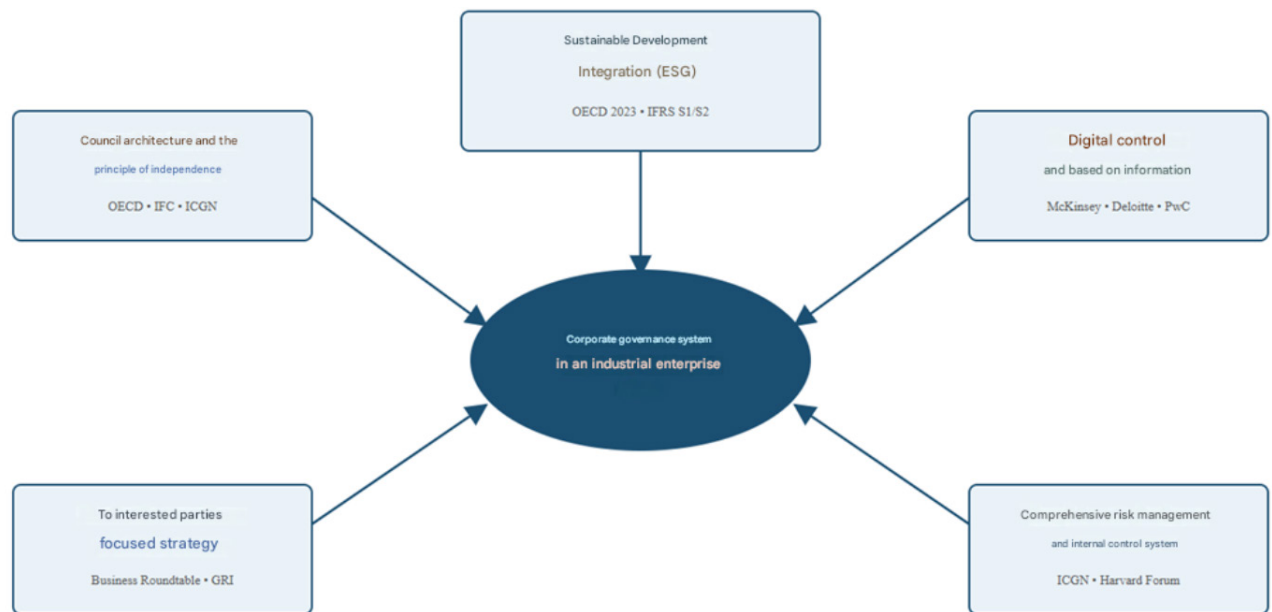 Sustainable Development
Integration (ESG)
OECD 2023 • IFRS S1/S2
Council architecture and the
principle of independence
OECD • IFC • ICGN
Digital control
and based on information
McKinsey • Deloitte • PwC
Corporate governance system
in an industrial enterprise
To interested parties
focused strategy
Business Roundtable • GRI
Comprehensive risk management
and internal control system
ICGN • Harvard Forum